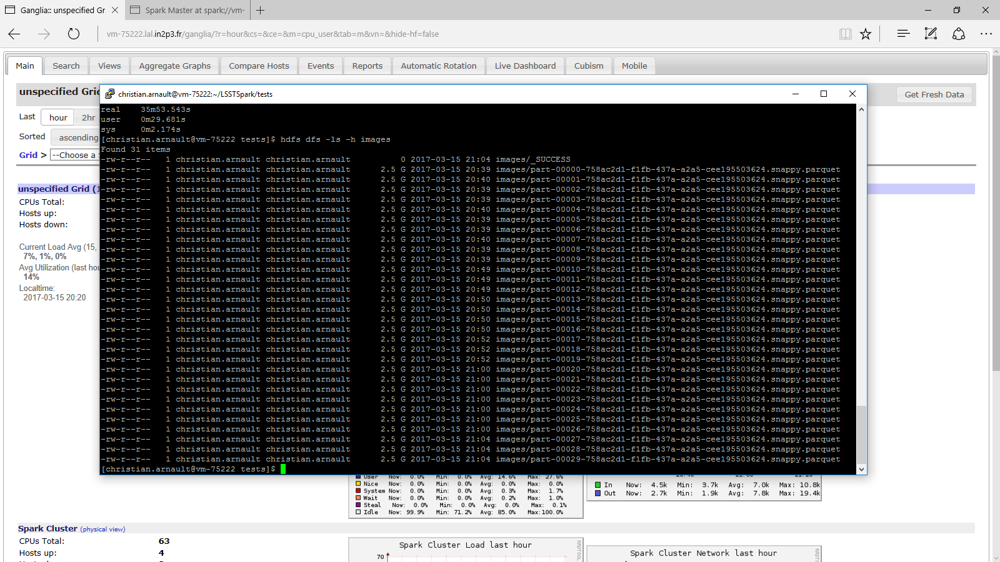 Ganglia:: unspecified Gr
Spark Master at spark://vm-
vm-75222.lal.in2p3.fr/ganglia/?r=hour&cs=&ce=&m=cpu_user&tab=m&vn=&hide-hf=false
Main Search Views Aggregate Graphs Compare Hosts Events Reports Automatic Rotation Live Dashboard Cubism Mobile
unspecified Grid
Get Fresh Data
Last hour 2hr
Sorted ascending
Grid > --Choose a
unspecified Grid (1
CPUs Total:
Hosts up:
Hosts down:
Current Load Avg (15,
7%, 1%, 0%
Avg Utilization (last hou
14%
Localtime:
2017-03-15 20:20
christian.arnault@vm-75222:~/LSSTSpark/tests
real 35m53.543s
user 0m29.681s
sys 0m2.174s
[christian.arnault@vm-75222 tests]$ hdfs dfs -ls -h images
Found 31 items
-rw-r--r-- 1 christian.arnault christian.arnault 0 2017-03-15 21:04 images/_SUCCESS
-rw-r--r-- 1 christian.arnault christian.arnault 2.5 G 2017-03-15 20:39 images/part-00000-758ac2d1-f1fb-437a-a2a5-cee195503624.snappy.parquet
-rw-r--r-- 1 christian.arnault christian.arnault 2.5 G 2017-03-15 20:40 images/part-00001-758ac2d1-f1fb-437a-a2a5-cee195503624.snappy.parquet
-rw-r--r-- 1 christian.arnault christian.arnault 2.5 G 2017-03-15 20:39 images/part-00002-758ac2d1-f1fb-437a-a2a5-cee195503624.snappy.parquet
-rw-r--r-- 1 christian.arnault christian.arnault 2.5 G 2017-03-15 20:39 images/part-00003-758ac2d1-f1fb-437a-a2a5-cee195503624.snappy.parquet
-rw-r--r-- 1 christian.arnault christian.arnault 2.5 G 2017-03-15 20:40 images/part-00004-758ac2d1-f1fb-437a-a2a5-cee195503624.snappy.parquet
-rw-r--r-- 1 christian.arnault christian.arnault 2.5 G 2017-03-15 20:39 images/part-00005-758ac2d1-f1fb-437a-a2a5-cee195503624.snappy.parquet
-rw-r--r-- 1 christian.arnault christian.arnault 2.5 G 2017-03-15 20:39 images/part-00006-758ac2d1-f1fb-437a-a2a5-cee195503624.snappy.parquet
-rw-r--r-- 1 christian.arnault christian.arnault 2.5 G 2017-03-15 20:40 images/part-00007-758ac2d1-f1fb-437a-a2a5-cee195503624.snappy.parquet
-rw-r--r-- 1 christian.arnault christian.arnault 2.5 G 2017-03-15 20:39 images/part-00008-758ac2d1-f1fb-437a-a2a5-cee195503624.snappy.parquet
-rw-r--r-- 1 christian.arnault christian.arnault 2.5 G 2017-03-15 20:39 images/part-00009-758ac2d1-f1fb-437a-a2a5-cee195503624.snappy.parquet
-rw-r--r-- 1 christian.arnault christian.arnault 2.5 G 2017-03-15 20:49 images/part-00010-758ac2d1-f1fb-437a-a2a5-cee195503624.snappy.parquet
-rw-r--r-- 1 christian.arnault christian.arnault 2.5 G 2017-03-15 20:49 images/part-00011-758ac2d1-f1fb-437a-a2a5-cee195503624.snappy.parquet
-rw-r--r-- 1 christian.arnault christian.arnault 2.5 G 2017-03-15 20:49 images/part-00012-758ac2d1-f1fb-437a-a2a5-cee195503624.snappy.parquet
-rw-r--r-- 1 christian.arnault christian.arnault 2.5 G 2017-03-15 20:50 images/part-00013-758ac2d1-f1fb-437a-a2a5-cee195503624.snappy.parquet
-rw-r--r-- 1 christian.arnault christian.arnault 2.5 G 2017-03-15 20:50 images/part-00014-758ac2d1-f1fb-437a-a2a5-cee195503624.snappy.parquet
-rw-r--r-- 1 christian.arnault christian.arnault 2.5 G 2017-03-15 20:50 images/part-00015-758ac2d1-f1fb-437a-a2a5-cee195503624.snappy.parquet
-rw-r--r-- 1 christian.arnault christian.arnault 2.5 G 2017-03-15 20:50 images/part-00016-758ac2d1-f1fb-437a-a2a5-cee195503624.snappy.parquet
-rw-r--r-- 1 christian.arnault christian.arnault 2.5 G 2017-03-15 20:52 images/part-00017-758ac2d1-f1fb-437a-a2a5-cee195503624.snappy.parquet
-rw-r--r-- 1 christian.arnault christian.arnault 2.5 G 2017-03-15 20:52 images/part-00018-758ac2d1-f1fb-437a-a2a5-cee195503624.snappy.parquet
-rw-r--r-- 1 christian.arnault christian.arnault 2.5 G 2017-03-15 20:52 images/part-00019-758ac2d1-f1fb-437a-a2a5-cee195503624.snappy.parquet
-rw-r--r-- 1 christian.arnault christian.arnault 2.5 G 2017-03-15 21:00 images/part-00020-758ac2d1-f1fb-437a-a2a5-cee195503624.snappy.parquet
-rw-r--r-- 1 christian.arnault christian.arnault 2.5 G 2017-03-15 21:00 images/part-00021-758ac2d1-f1fb-437a-a2a5-cee195503624.snappy.parquet
-rw-r--r-- 1 christian.arnault christian.arnault 2.5 G 2017-03-15 21:00 images/part-00022-758ac2d1-f1fb-437a-a2a5-cee195503624.snappy.parquet
-rw-r--r-- 1 christian.arnault christian.arnault 2.5 G 2017-03-15 21:00 images/part-00023-758ac2d1-f1fb-437a-a2a5-cee195503624.snappy.parquet
-rw-r--r-- 1 christian.arnault christian.arnault 2.5 G 2017-03-15 21:00 images/part-00024-758ac2d1-f1fb-437a-a2a5-cee195503624.snappy.parquet
-rw-r--r-- 1 christian.arnault christian.arnault 2.5 G 2017-03-15 21:00 images/part-00025-758ac2d1-f1fb-437a-a2a5-cee195503624.snappy.parquet
-rw-r--r-- 1 christian.arnault christian.arnault 2.5 G 2017-03-15 21:00 images/part-00026-758ac2d1-f1fb-437a-a2a5-cee195503624.snappy.parquet
-rw-r--r-- 1 christian.arnault christian.arnault 2.5 G 2017-03-15 21:04 images/part-00027-758ac2d1-f1fb-437a-a2a5-cee195503624.snappy.parquet
-rw-r--r-- 1 christian.arnault christian.arnault 2.5 G 2017-03-15 21:04 images/part-00028-758ac2d1-f1fb-437a-a2a5-cee195503624.snappy.parquet
-rw-r--r-- 1 christian.arnault christian.arnault 2.5 G 2017-03-15 21:04 images/part-00029-758ac2d1-f1fb-437a-a2a5-cee195503624.snappy.parquet
[christian.arnault@vm-75222 tests]$
User Now: 0.0% Min: 0.0% Avg: 14.6% Max: 27.6%
Nice Now: 0.0% Min: 0.0% Avg: 0.0% Max: 0.0%
System Now: 0.0% Min: 0.0% Avg: 0.3% Max: 1.7%
Wait Now: 0.0% Min: 0.0% Avg: 0.2% Max: 1.0%
Steal Now: 0.0% Min: 0.0% Avg: 0.0% Max: 0.1%
Idle Now: 99.9% Min: 71.2% Avg: 85.0% Max:100.0%
In Now: 4.5k Min: 3.7k Avg: 7.0k Max: 10.8k
Out Now: 2.7k Min: 1.9k Avg: 7.8k Max: 19.4k
Spark Cluster (physical view)
CPUs Total: 63
Hosts up: 4
Spark Cluster Load last hour
70
Spark Cluster Network last hour